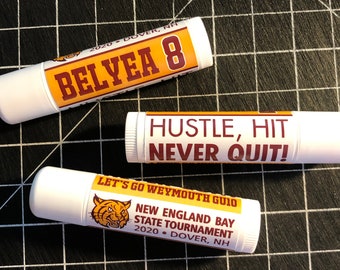 2020 • DOVER, NH
BELYEA 8
HUSTLE, HIT
NEVER QUIT!
LET'S GO WEYMOUTH GU10
NEW ENGLAND BAY
STATE TOURNAMENT
2020 • DOVER, NH